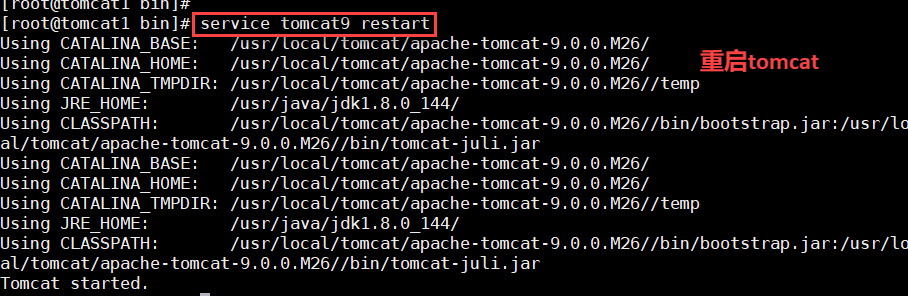 [root@tomcat1 bin]#
[root@tomcat1 bin]# service tomcat9 restart
Using CATALINA_BASE:   /usr/local/tomcat/apache-tomcat-9.0.0.M26/
Using CATALINA_HOME:   /usr/local/tomcat/apache-tomcat-9.0.0.M26/
重启tomcat
Using CATALINA_TMPDIR: /usr/local/tomcat/apache-tomcat-9.0.0.M26//temp
Using JRE_HOME:        /usr/java/jdk1.8.0_144/
Using CLASSPATH:       /usr/local/tomcat/apache-tomcat-9.0.0.M26//bin/bootstrap.jar:/usr/lo
al/tomcat/apache-tomcat-9.0.0.M26//bin/tomcat-juli.jar
Using CATALINA_BASE:   /usr/local/tomcat/apache-tomcat-9.0.0.M26/
Using CATALINA_HOME:   /usr/local/tomcat/apache-tomcat-9.0.0.M26/
Using CATALINA_TMPDIR: /usr/local/tomcat/apache-tomcat-9.0.0.M26//temp
Using JRE_HOME:        /usr/java/jdk1.8.0_144/
Using CLASSPATH:       /usr/local/tomcat/apache-tomcat-9.0.0.M26//bin/bootstrap.jar:/usr/lo
al/tomcat/apache-tomcat-9.0.0.M26//bin/tomcat-juli.jar
Tomcat started.